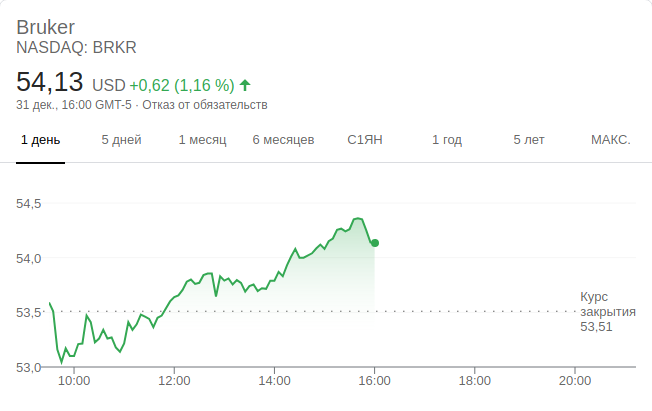 Bruker
NASDAQ: BRKR
54,13 USD +0,62 (1,16 %)
31 дек., 16:00 GMT-5 · Отказ от обязательств
1 день 5 дней 1 месяц 6 месяцев С1ЯН 1 год 5 лет МАКС.
54,5
54,0
53,5
53,0
Курс
закрытия
53,51
10:00 12:00 14:00 16:00 18:00 20:00